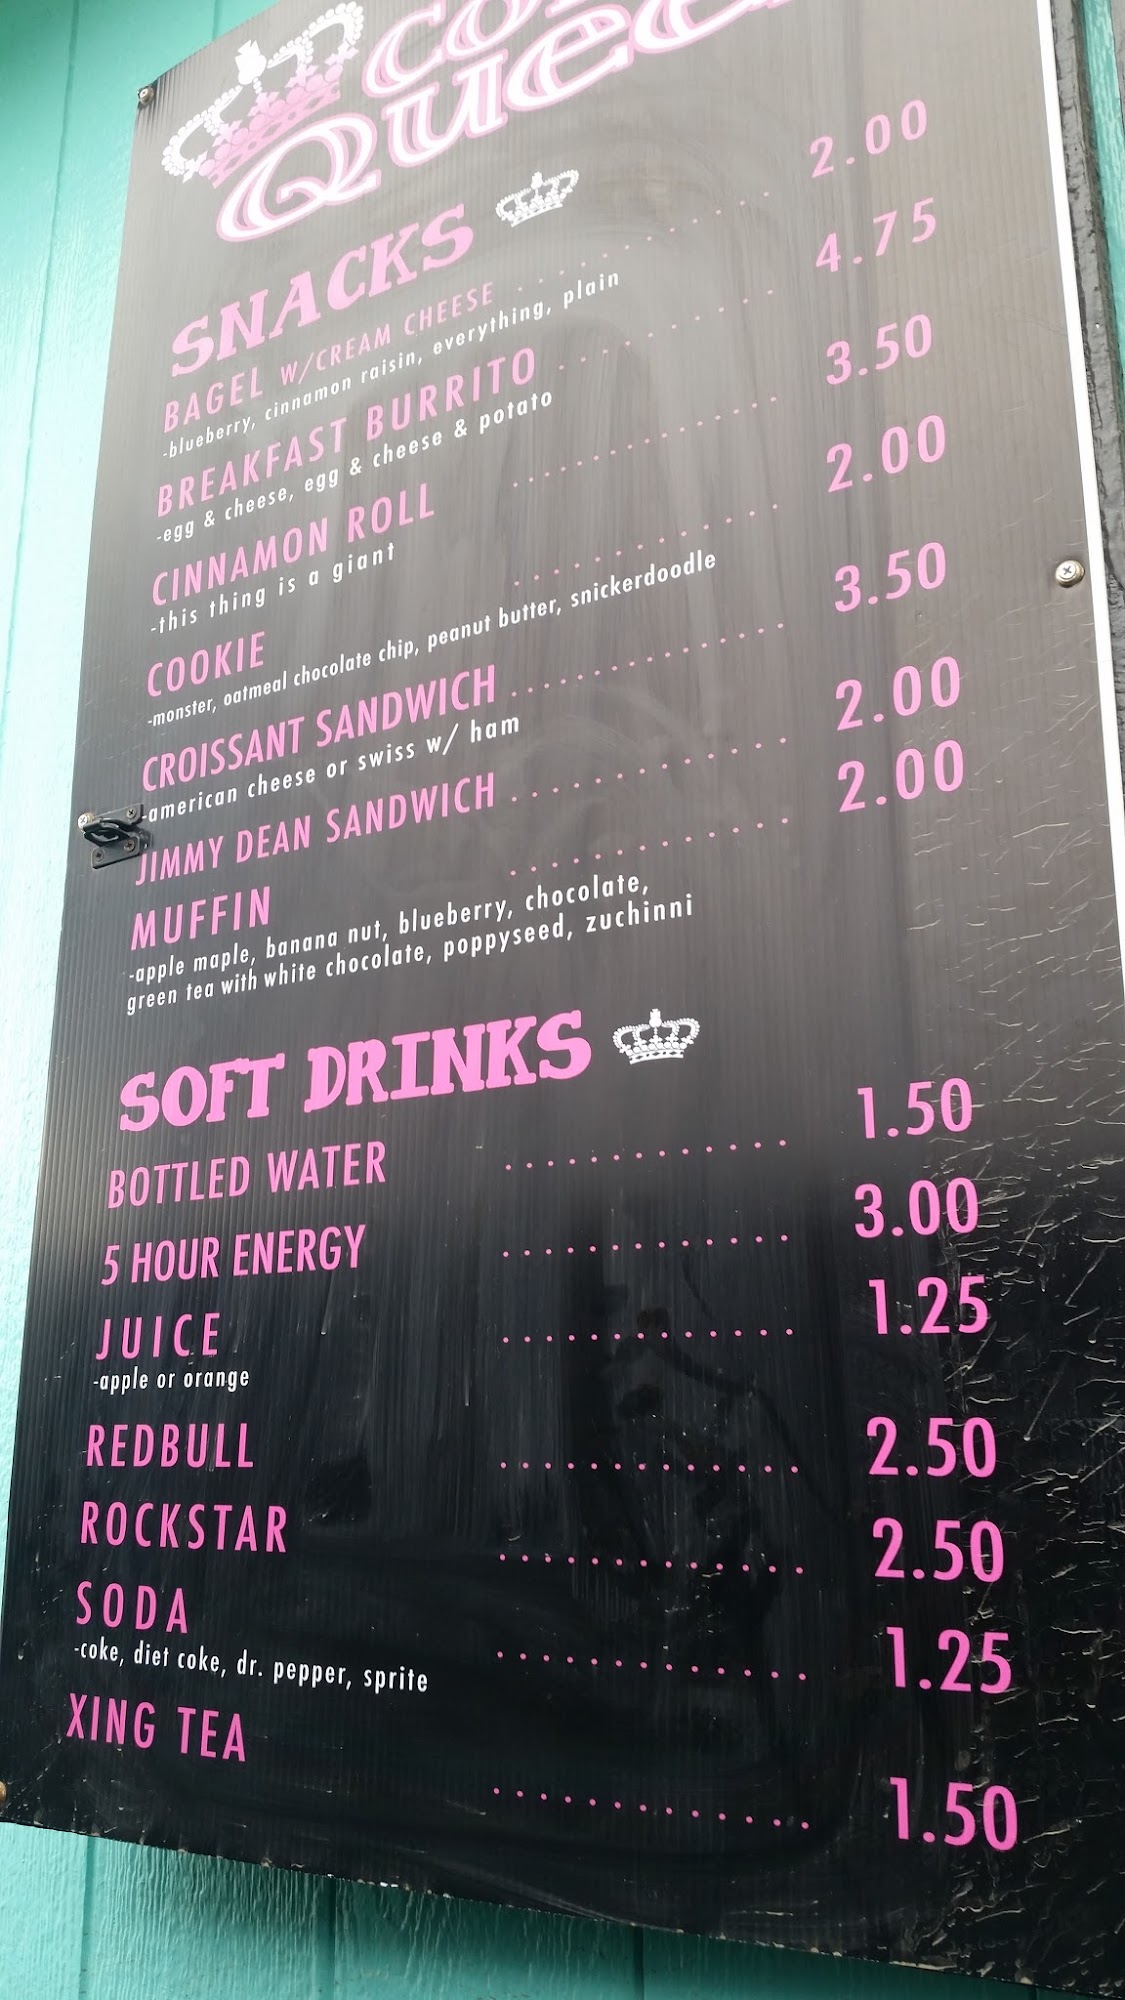 QUEEN
SNACKS
BAGEL W/CREAM CHEESE . . . . . . . . . . . 2.00
-blueberry, cinnamon raisin, everything, plain
BREAKFAST BURRITO . . . . . . . . . . 4.75
-egg & cheese, egg & cheese & potato
CINNAMON ROLL . . . . . . . . . . . . . 3.50
-this thing is a giant
COOKIE . . . . . . . . . . . . . 2.00
-monster, oatmeal chocolate chip, peanut butter, snickerdoodle
CROISSANT SANDWICH . . . . . . . . . . . . . 3.50
-american cheese or swiss w/ ham
JIMMY DEAN SANDWICH . . . . . . . . . . . . . 2.00
MUFFIN . . . . . . . . . . . . . 2.00
-apple maple, banana nut, blueberry, chocolate,
green tea with white chocolate, poppyseed, zuchinni
SOFT DRINKS
BOTTLED WATER . . . . . . . . . . . . . 1.50
5 HOUR ENERGY . . . . . . . . . . . . . 3.00
JUICE . . . . . . . . . . . . . 1.25
-apple or orange
REDBULL . . . . . . . . . . . . . 2.50
ROCKSTAR . . . . . . . . . . . . . 2.50
SODA . . . . . . . . . . . . . 1.25
-coke, diet coke, dr. pepper, sprite
XING TEA . . . . . . . . . . . . . 1.50